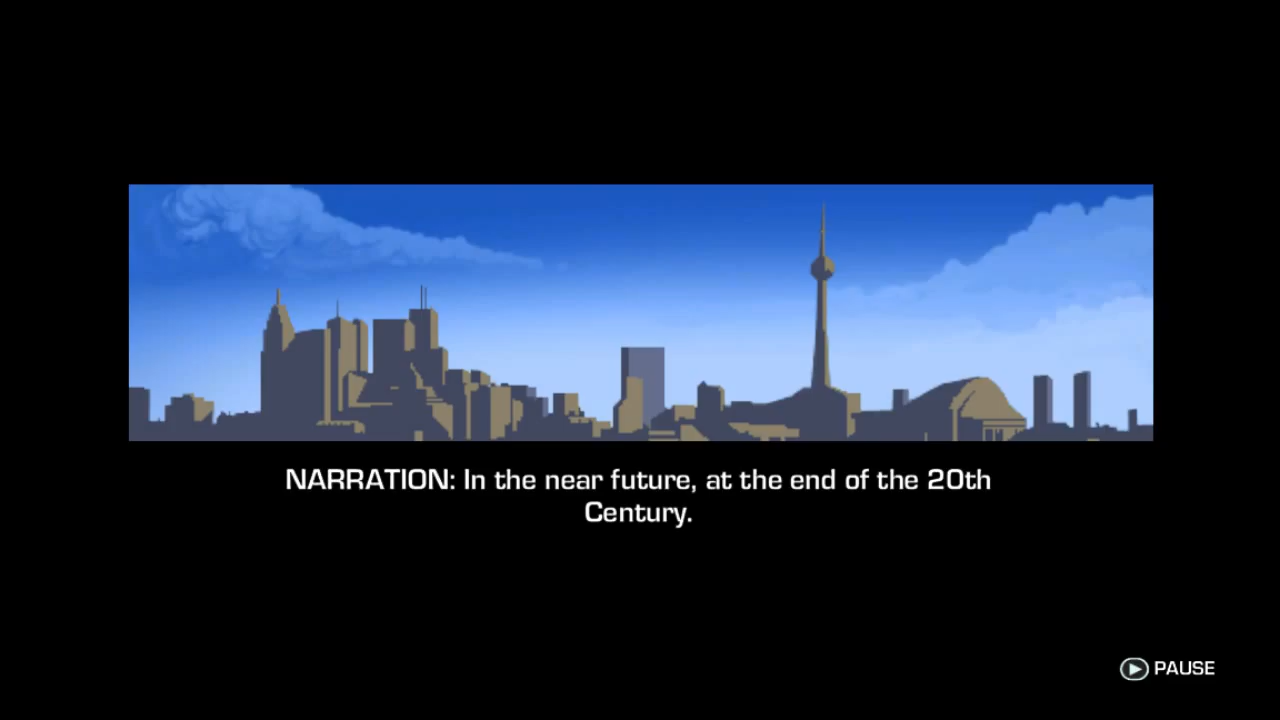 NARRATION: In the near future, at the end of the 20th
Century.
PAUSE